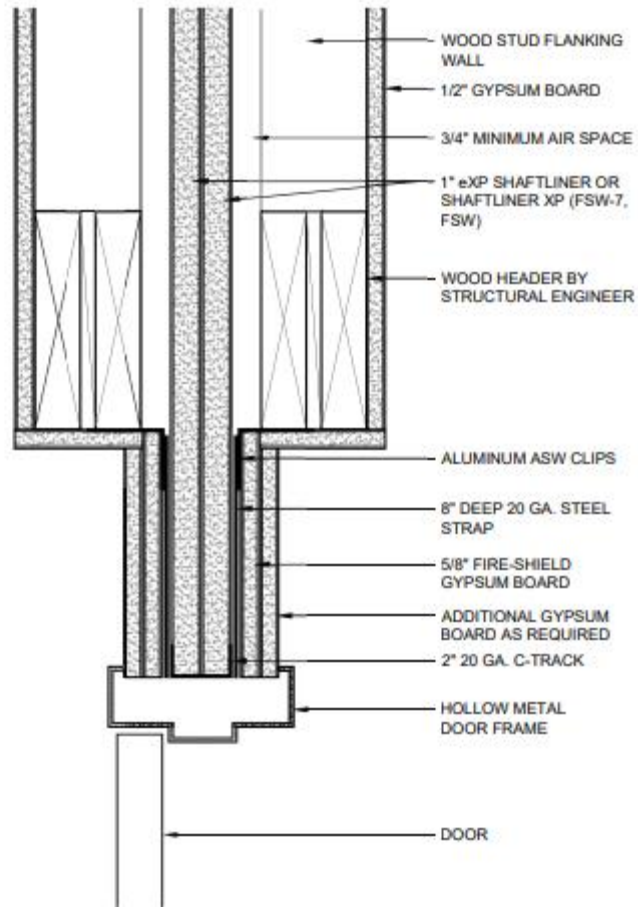 WOOD STUD FLANKING
WALL
1/2" GYPSUM BOARD
3/4" MINIMUM AIR SPACE
1" eXP SHAFTLINER OR
SHAFTLINER XP (FSW-7,
FSW)
WOOD HEADER BY
STRUCTURAL ENGINEER
ALUMINUM ASW CLIPS
8" DEEP 20 GA. STEEL
STRAP
5/8" FIRE-SHIELD
GYPSUM BOARD
ADDITIONAL GYPSUM
BOARD AS REQUIRED
2" 20 GA. C-TRACK
HOLLOW METAL
DOOR FRAME
DOOR